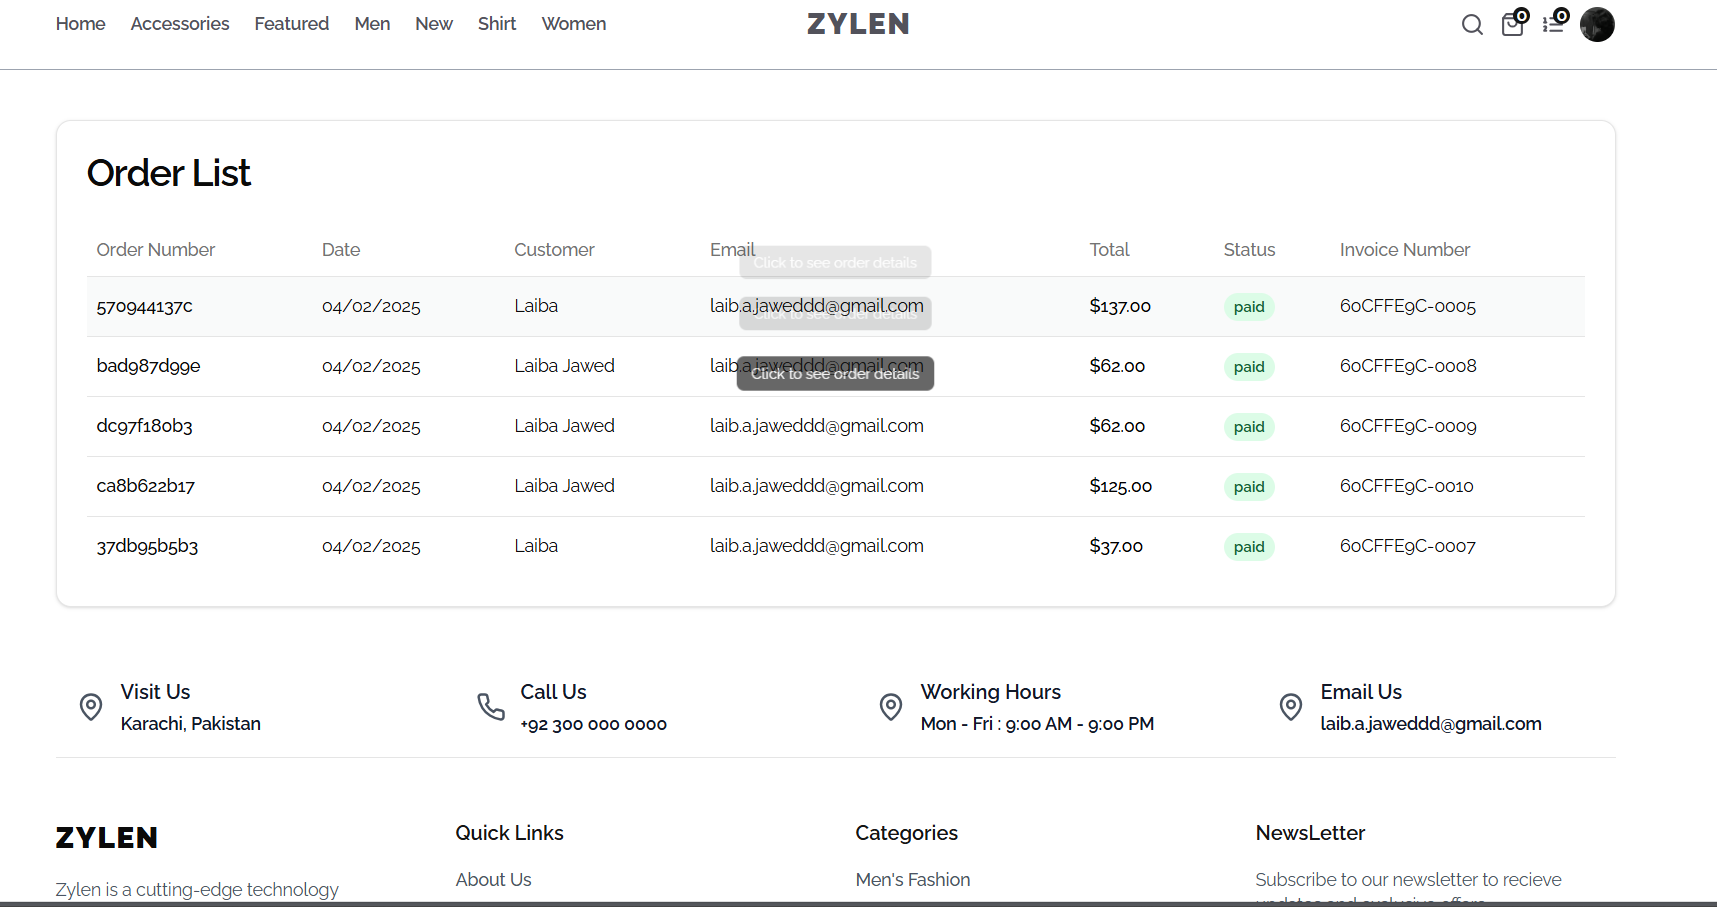 Home Accessories Featured Men New Shirt Women ZYLEN 0 0
Order List
Order Number Date Customer Email Total Status Invoice Number
Click to see order details
570944137c 04/02/2025 Laiba laib.a.jaweddd@gmail.com $137.00 paid 60CFFE9C-0005
Click to see order details
bad987d99e 04/02/2025 Laiba Jawed laib.a.jaweddd@gmail.com $62.00 paid 60CFFE9C-0008
Click to see order details
dc97f180b3 04/02/2025 Laiba Jawed laib.a.jaweddd@gmail.com $62.00 paid 60CFFE9C-0009
ca8b622b17 04/02/2025 Laiba Jawed laib.a.jaweddd@gmail.com $125.00 paid 60CFFE9C-0010
37db95b5b3 04/02/2025 Laiba laib.a.jaweddd@gmail.com $37.00 paid 60CFFE9C-0007
Visit Us Call Us Working Hours Email Us
Karachi, Pakistan +92 300 000 0000 Mon - Fri : 9:00 AM - 9:00 PM laib.a.jaweddd@gmail.com
ZYLEN Quick Links Categories NewsLetter
Zylen is a cutting-edge technology About Us Men's Fashion Subscribe to our newsletter to recieve
updates and exclusive offers